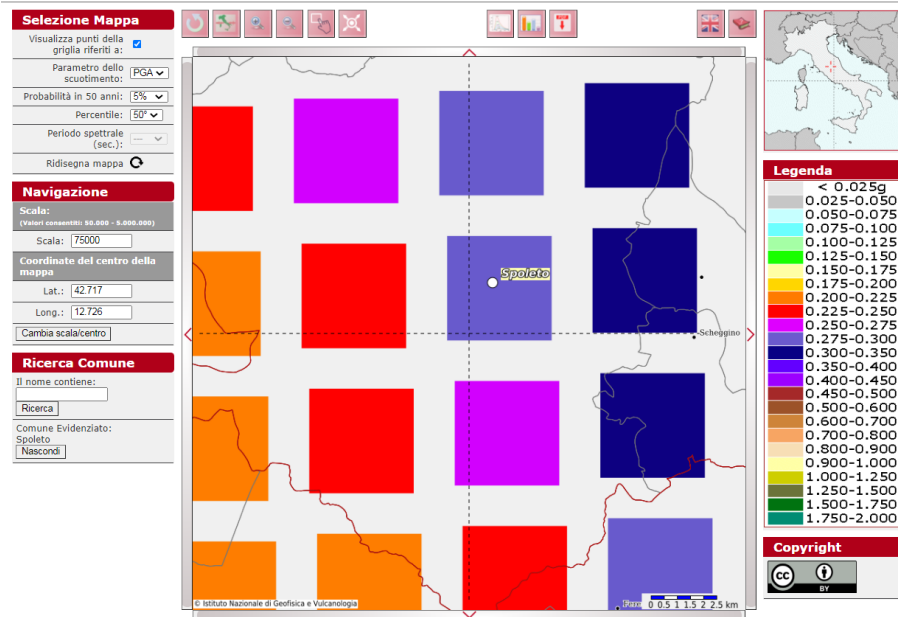 Selezione Mappa
Visualizza punti della
griglia riferiti a:
Parametro dello
scuotimento: PGA
Probabilità in 50 anni: 5%
Percentile: 50°
Periodo spettrale
(sec.): ---
Ridisegna mappa
Navigazione
Scala:
(Valori consentiti: 50.000 - 5.000.000)
Scala: 75000
Coordinate del centro della
mappa
Lat.: 42.717
Long.: 12.726
Cambia scala/centro
Ricerca Comune
Il nome contiene:
Ricerca
Comune Evidenziato:
Spoleto
Nascondi
Spoleto
Scheggino
© Istituto Nazionale di Geofisica e Vulcanologia
0 0.5 1 1.5 2 2.5 km
Legenda
< 0.025g
0.025-0.050
0.050-0.075
0.075-0.100
0.100-0.125
0.125-0.150
0.150-0.175
0.175-0.200
0.200-0.225
0.225-0.250
0.250-0.275
0.275-0.300
0.300-0.350
0.350-0.400
0.400-0.450
0.450-0.500
0.500-0.600
0.600-0.700
0.700-0.800
0.800-0.900
0.900-1.000
1.000-1.250
1.250-1.500
1.500-1.750
1.750-2.000
Copyright
cc
BY